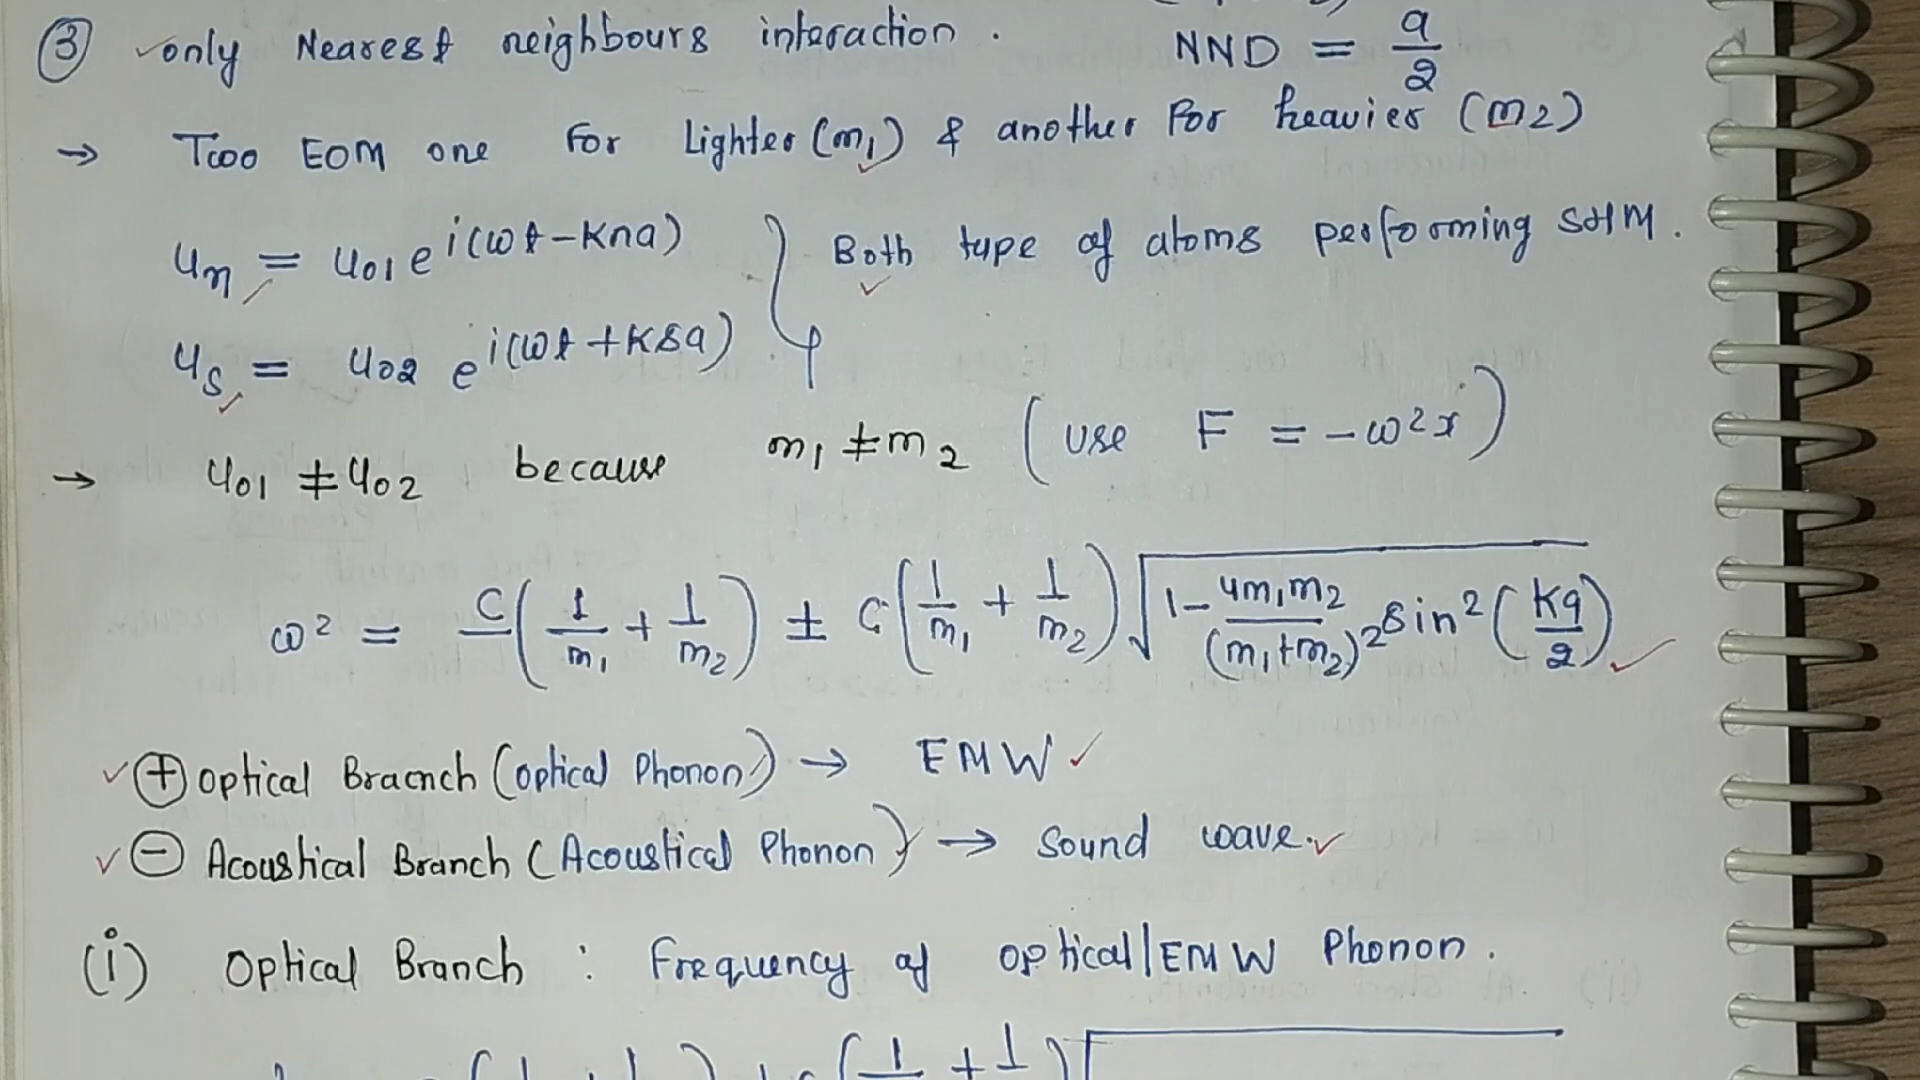 ③ only Nearest neighbours interaction. NND = a/2
→ Two EOM one for Lighter (m₁) & another for heavier (m₂)
uₙ = u₀₁ e^i(ωt-Kna) } Both type of atoms performing SHM.
uₛ = u₀₂ e^i(ωt+Ksa)
→ u₀₁ ≠ u₀₂ because m₁ ≠ m₂ (use F = -ω²x)
ω² = C(1/m₁ + 1/m₂) ± C(1/m₁ + 1/m₂)√(1 - 4m₁m₂/(m₁+m₂)² sin²(Ka/2))
⊕ Optical Bracnch (Optical Phonon) → EMW
⊖ Acoustical Branch (Acoustical Phonon) → Sound wave.
(i) Optical Branch : Frequency of optical/EMW Phonon.